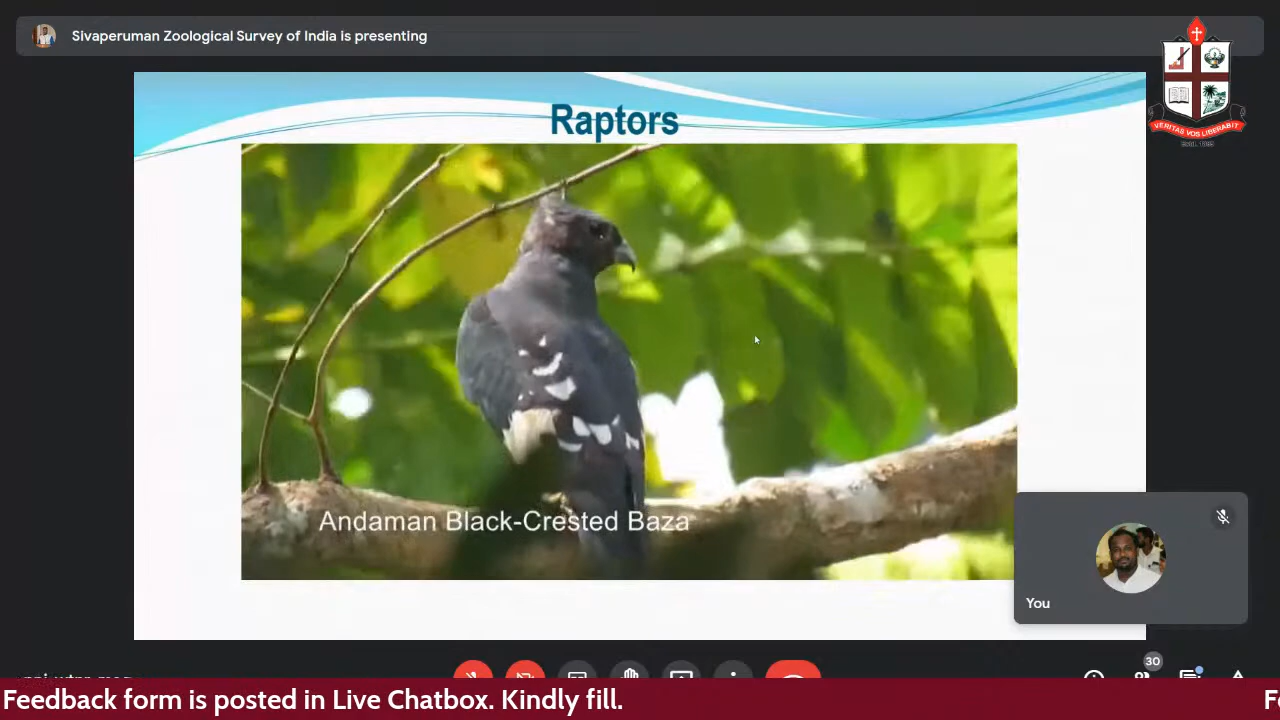 Sivaperuman Zoological Survey of India is presenting
Raptors
VERITAS VOS LIBERABIT
Andaman Black-Crested Baza
You
30
Feedback form is posted in Live Chatbox. Kindly fill.
Fe